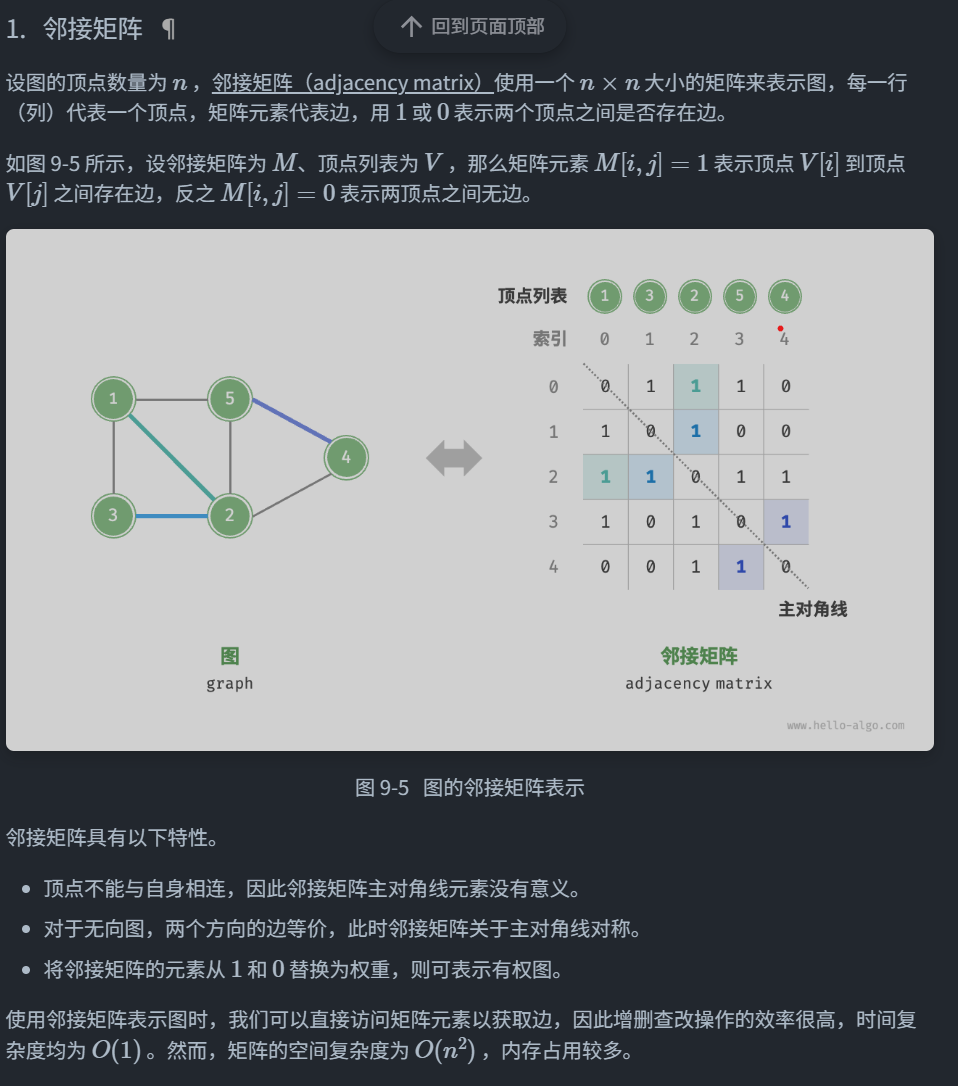 1. 邻接矩阵 ¶
回到页面顶部
设图的顶点数量为 n ，邻接矩阵（adjacency matrix）使用一个 n × n 大小的矩阵来表示图，每一行
（列）代表一个顶点，矩阵元素代表边，用 1 或 0 表示两个顶点之间是否存在边。
如图 9-5 所示，设邻接矩阵为 M、顶点列表为 V ，那么矩阵元素 M[i, j] = 1 表示顶点 V[i] 到顶点
V[j] 之间存在边，反之 M[i, j] = 0 表示两顶点之间无边。
1 5
4
3 2
图
graph
顶点列表 1 3 2 5 4
索引 0 1 2 3 4
0 0 1 1 1 0
1 1 0 1 0 0
2 1 1 0 1 1
3 1 0 1 0 1
4 0 0 1 1 0
主对角线
邻接矩阵
adjacency matrix
www.hello-algo.com
图 9-5 图的邻接矩阵表示
邻接矩阵具有以下特性。
• 顶点不能与自身相连，因此邻接矩阵主对角线元素没有意义。
• 对于无向图，两个方向的边等价，此时邻接矩阵关于主对角线对称。
• 将邻接矩阵的元素从 1 和 0 替换为权重，则可表示有权图。
使用邻接矩阵表示图时，我们可以直接访问矩阵元素以获取边，因此增删查改操作的效率很高，时间复
杂度均为 O(1) 。然而，矩阵的空间复杂度为 O(n²) ，内存占用较多。